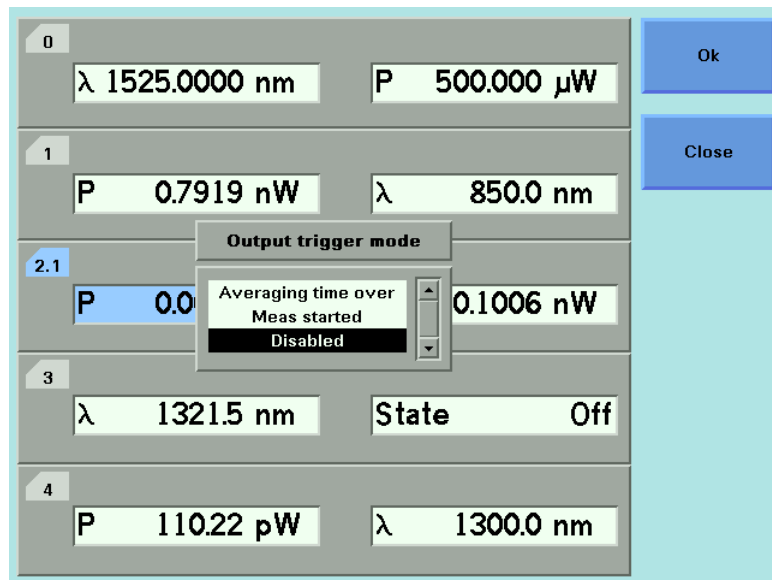 0
λ 1525.0000 nm P 500.000 µW
Ok
1
P 0.7919 nW λ 850.0 nm
Close
Output trigger mode
2.1
P 0.1006 nW
Averaging time over
Meas started
Disabled
3
λ 1321.5 nm State Off
4
P 110.22 pW λ 1300.0 nm